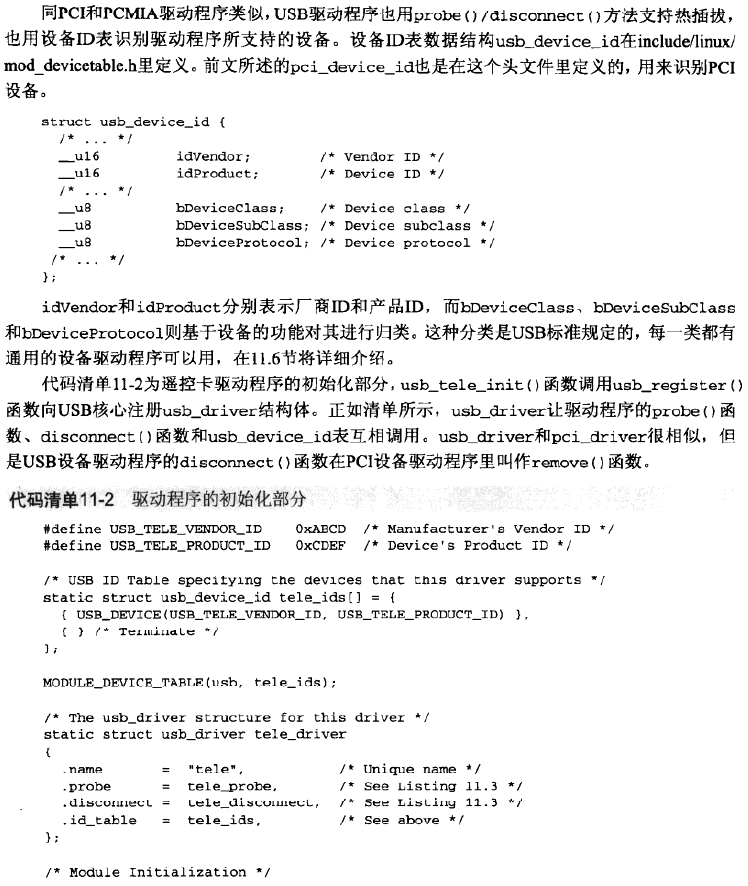 同PCI和PCMIA驱动程序类似，USB驱动程序也用probe()/disconnect()方法支持热插拔，
也用设备ID表识别驱动程序所支持的设备。设备ID表数据结构usb_device_id在include/linux/
mod_devicetable.h里定义。前文所述的pci_device_id也是在这个头文件里定义的，用来识别PCI
设备。
struct usb_device_id {
/* ... */
__u16 idVendor; /* Vendor ID */
__u16 idProduct; /* Device ID */
/* ... */
__u8 bDeviceClass; /* Device class */
__u8 bDeviceSubClass; /* Device subclass */
__u8 bDeviceProtocol; /* Device protocol */
/* ... */
};
idVendor和idProduct分别表示厂商ID和产品ID，而bDeviceClass、bDeviceSubClass
和bDeviceProtocol则基于设备的功能对其进行归类。这种分类是USB标准规定的，每一类都有
通用的设备驱动程序可以用，在11.6节将详细介绍。
代码清单11-2为遥控卡驱动程序的初始化部分，usb_tele_init()函数调用usb_register()
函数向USB核心注册usb_driver结构体。正如清单所示，usb_driver让驱动程序的probe()函
数、disconnect()函数和usb_device_id表互相调用。usb_driver和pci_driver很相似，但
是USB设备驱动程序的disconnect()函数在PCI设备驱动程序里叫作remove()函数。
代码清单11-2 驱动程序的初始化部分
#define USB_TELE_VENDOR_ID 0xABCD /* Manufacturer's Vendor ID */
#define USB_TELE_PRODUCT_ID 0xCDEF /* Device's Product ID */
/* USB ID Table specifying the devices that this driver supports */
static struct usb_device_id tele_ids[] = {
{ USB_DEVICE(USB_TELE_VENDOR_ID, USB_TELE_PRODUCT_ID) },
{ } /* Terminate */
};
MODULE_DEVICE_TABLE(usb, tele_ids);
/* The usb_driver structure for this driver */
static struct usb_driver tele_driver
{
.name = "tele", /* Unique name */
.probe = tele_probe, /* See Listing 11.3 */
.disconnect = tele_disconnect, /* See Listing 11.3 */
.id_table = tele_ids, /* See above */
};
/* Module Initialization */